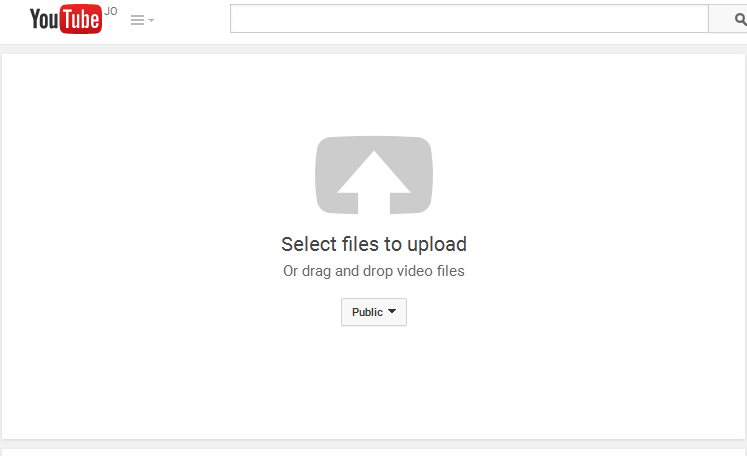 YouTube JO
Select files to upload
Or drag and drop video files
Public